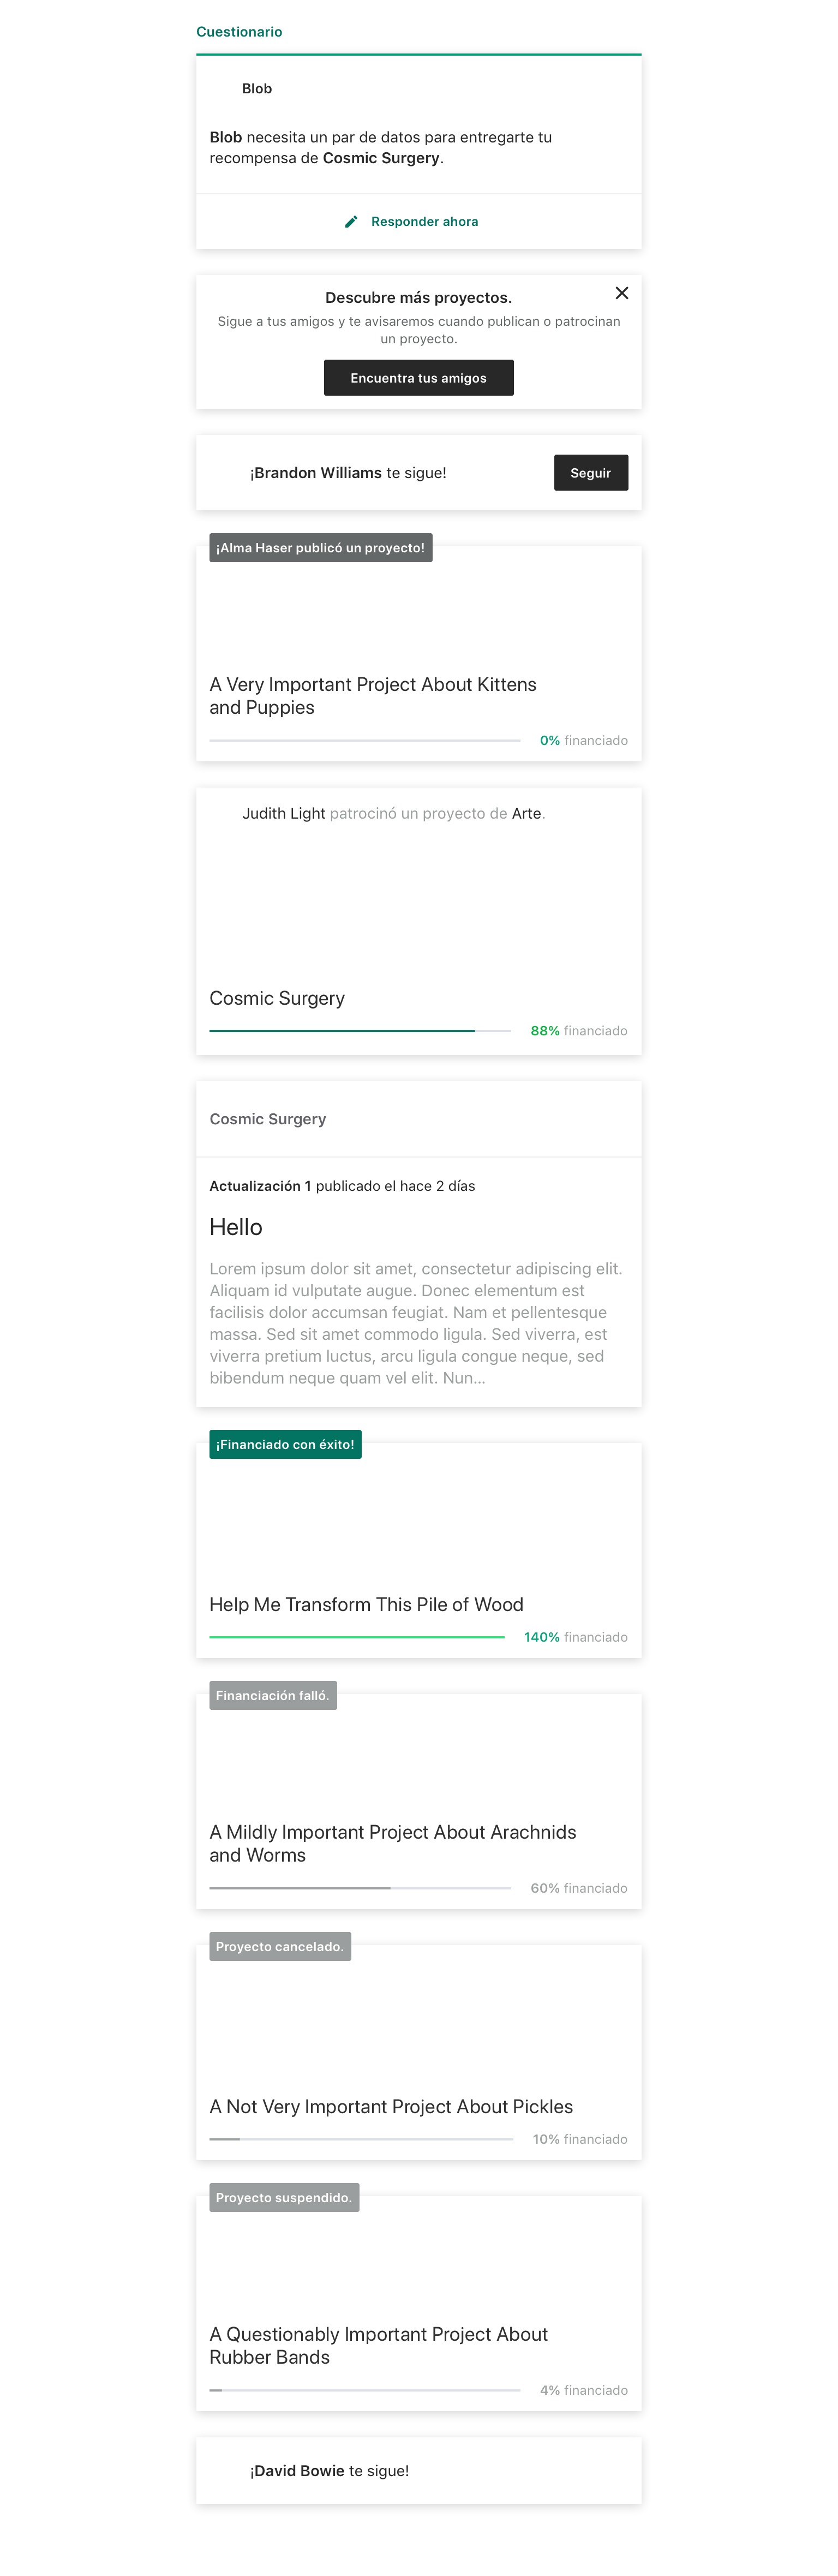 Cuestionario
Blob
Blob necesita un par de datos para entregarte tu
recompensa de Cosmic Surgery.
Responder ahora
Descubre más proyectos.
Sigue a tus amigos y te avisaremos cuando publican o patrocinan
un proyecto.
Encuentra tus amigos
¡Brandon Williams te sigue!
Seguir
¡Alma Haser publicó un proyecto!
A Very Important Project About Kittens
and Puppies
0% financiado
Judith Light patrocinó un proyecto de Arte.
Cosmic Surgery
88% financiado
Cosmic Surgery
Actualización 1 publicado el hace 2 días
Hello
Lorem ipsum dolor sit amet, consectetur adipiscing elit.
Aliquam id vulputate augue. Donec elementum est
facilisis dolor accumsan feugiat. Nam et pellentesque
massa. Sed sit amet commodo ligula. Sed viverra, est
viverra pretium luctus, arcu ligula congue neque, sed
bibendum neque quam vel elit. Nun...
¡Financiado con éxito!
Help Me Transform This Pile of Wood
140% financiado
Financiación falló.
A Mildly Important Project About Arachnids
and Worms
60% financiado
Proyecto cancelado.
A Not Very Important Project About Pickles
10% financiado
Proyecto suspendido.
A Questionably Important Project About
Rubber Bands
4% financiado
¡David Bowie te sigue!